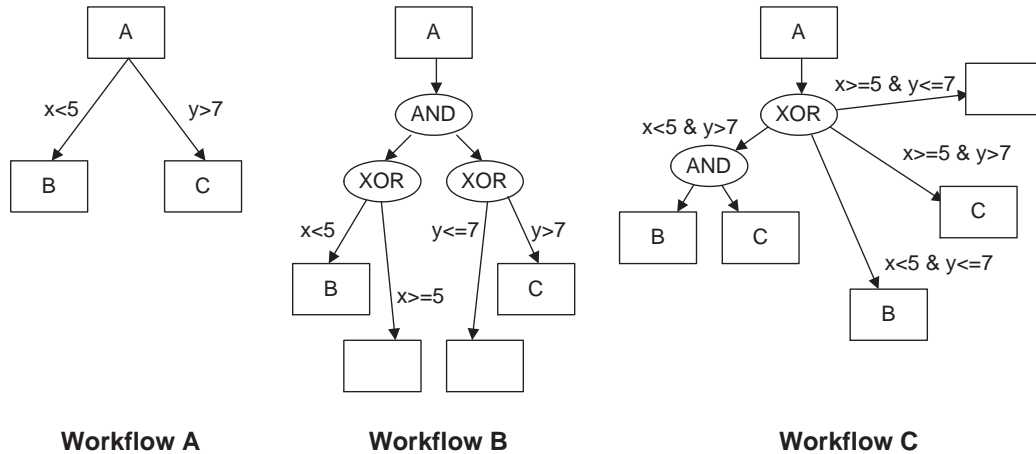 A
x<5
y>7
B
C
Workflow A
A
AND
XOR
XOR
x<5
y<=7
y>7
B
x>=5
C
Workflow B
A
XOR
x>=5 & y<=7
x<5 & y>7
AND
x>=5 & y>7
B
C
C
x<5 & y<=7
B
Workflow C